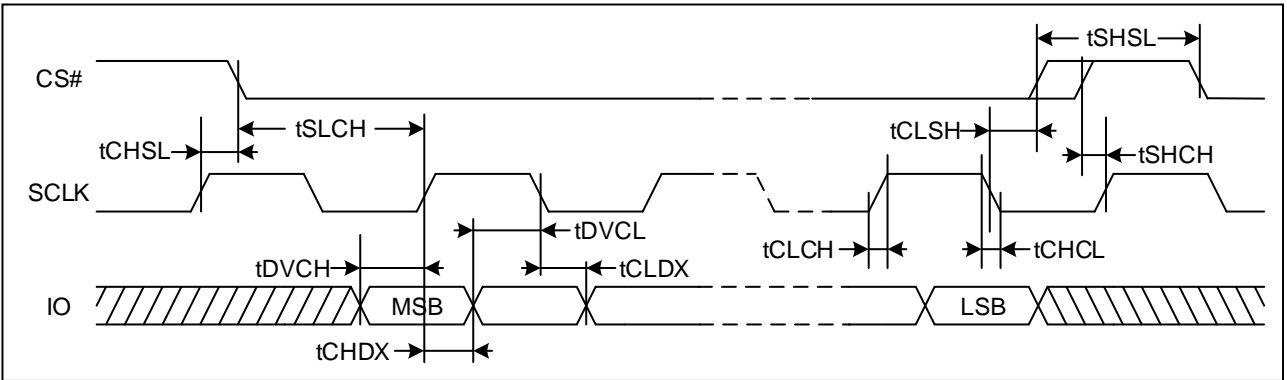 tSHSL
CS#
tSLCH
tCLSH
tCHSL
tSHCH
SCLK
tDVCL
tCLCH
tCHCL
tDVCH
tCLDX
IO
MSB
LSB
tCHDX